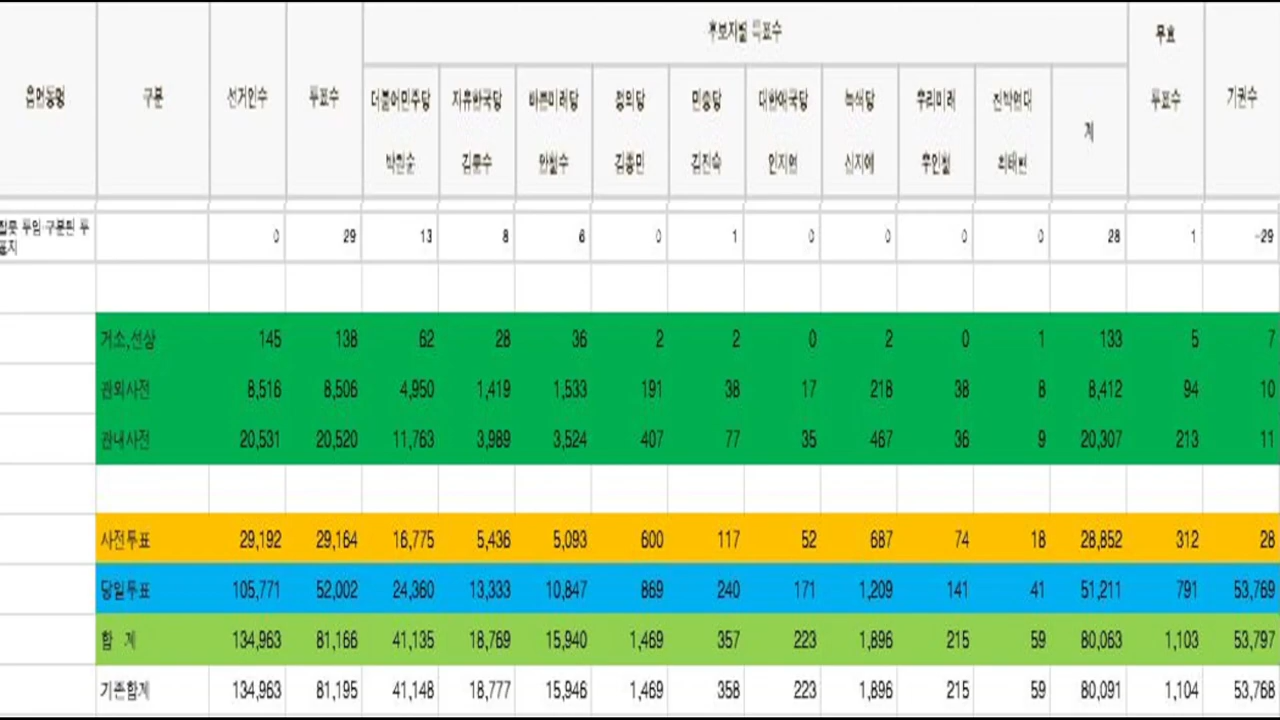 후보자별 득표수
무효
읍면동명 구분 선거인수 투표수 더불어민주당 자유한국당 바른미래당 정의당 민중당 대한애국당 녹색당 우리미래 친박연대 투표수 기권수
계
박원순 김문수 안철수 김종민 김진숙 인지연 신지예 우인철 최태현
잘못 투입·구분된 투 0 29 13 8 6 0 1 0 0 0 0 28 1 -29
표지
거소,선상 145 138 62 28 36 2 2 0 2 0 1 133 5 7
관외사전 8,516 8,506 4,950 1,419 1,533 191 38 17 218 38 8 8,412 94 10
관내사전 20,531 20,520 11,763 3,989 3,524 407 77 35 467 36 9 20,307 213 11
사전투표 29,192 29,164 16,775 5,436 5,093 600 117 52 687 74 18 28,852 312 28
당일투표 105,771 52,002 24,360 13,333 10,847 869 240 171 1,209 141 41 51,211 791 53,769
합 계 134,963 81,166 41,135 18,769 15,940 1,469 357 223 1,896 215 59 80,063 1,103 53,797
기존합계 134,963 81,195 41,148 18,777 15,946 1,469 358 223 1,896 215 59 80,091 1,104 53,768